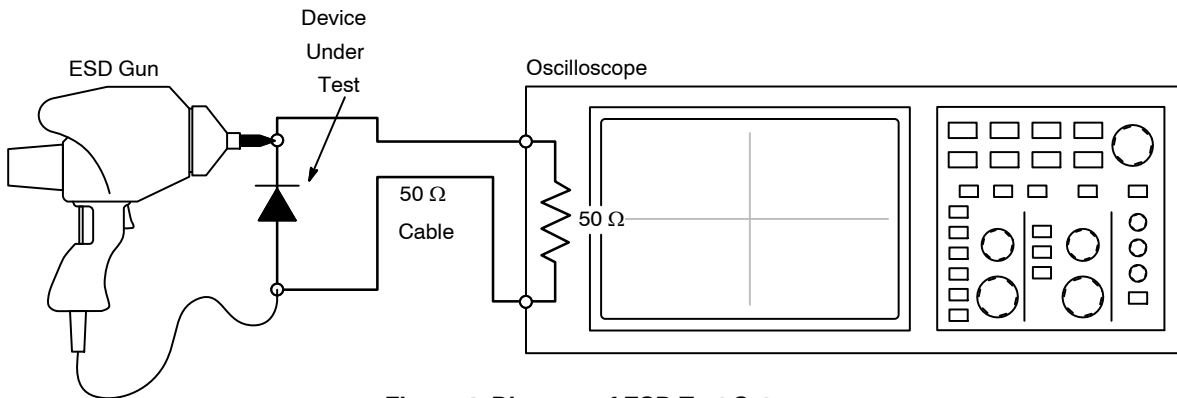 Device
Under
Test
ESD Gun
Oscilloscope
50 Ω
Cable
50 Ω